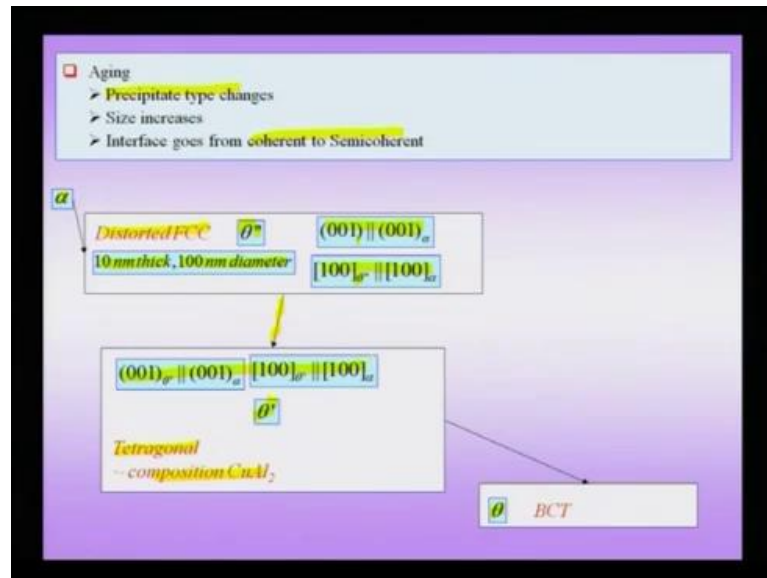 Aging
➤ Precipitate type changes
➤ Size increases
➤ Interface goes from coherent to Semicoherent
α
Distorted FCC θ" (001) || (001)α
10 nm thick, 100 nm diameter [100]θ" || [100]α
(001)θ' || (001)α [100]θ' || [100]α
θ'
Tetragonal
~ composition CuAl₂
θ BCT